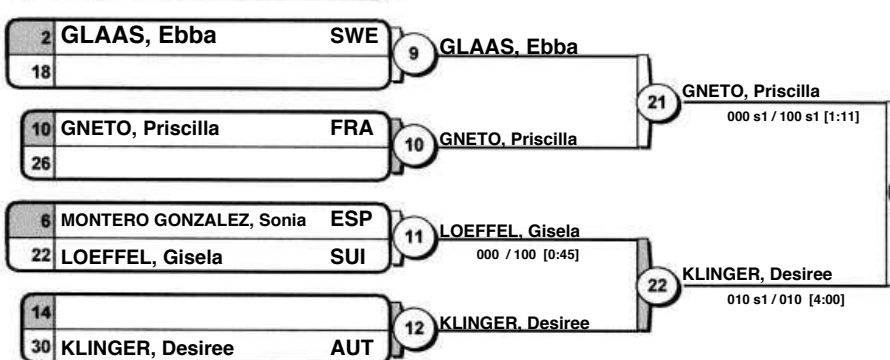 2 GLAAS, Ebba SWE
18
9
GLAAS, Ebba
10 GNETO, Priscilla FRA
26
10
GNETO, Priscilla
21
GNETO, Priscilla
000 s1 / 100 s1 [1:11]
6 MONTERO GONZALEZ, Sonia ESP
22 LOEFFEL, Gisela SUI
11
LOEFFEL, Gisela
000 / 100 [0:45]
14
30 KLINGER, Desiree AUT
12
KLINGER, Desiree
22
KLINGER, Desiree
010 s1 / 010 [4:00]